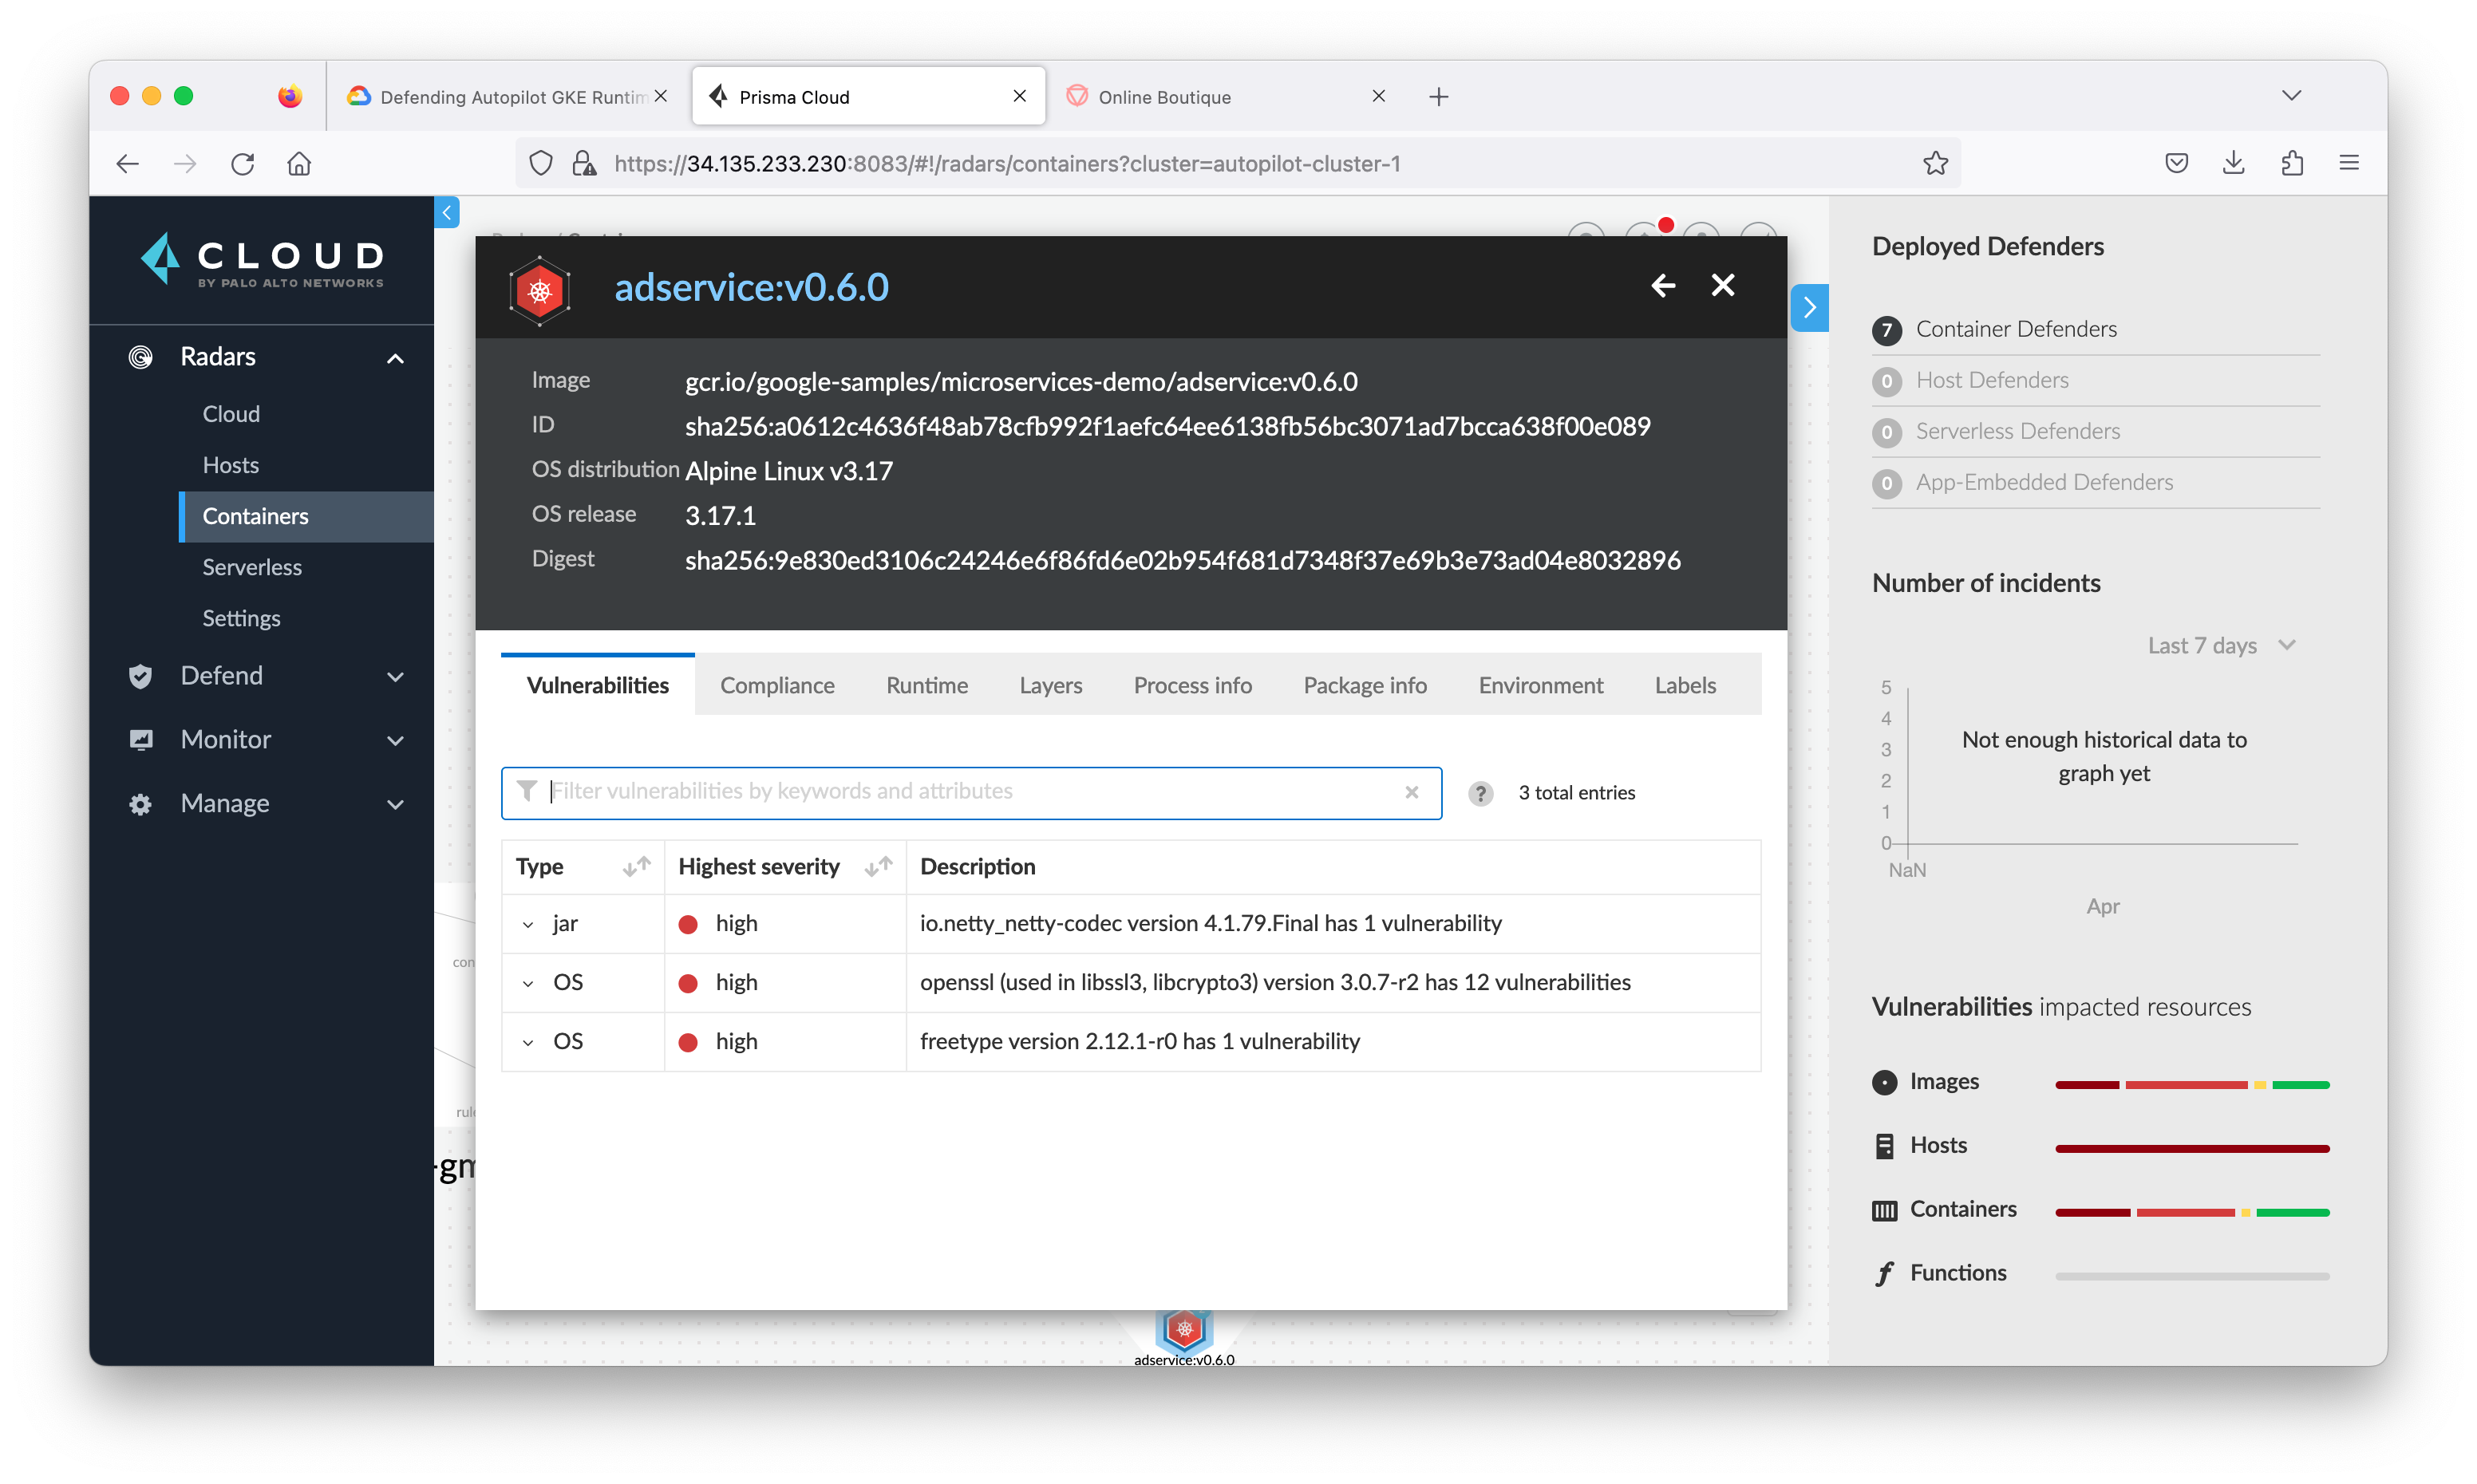 Defending Autopilot GKE Runtim
Prisma Cloud
Online Boutique
https://34.135.233.230:8083/#!/radars/containers?cluster=autopilot-cluster-1
CLOUD
BY PALO ALTO NETWORKS
Radars
Cloud
Hosts
Containers
Serverless
Settings
Defend
Monitor
Manage
adservice:v0.6.0
Image gcr.io/google-samples/microservices-demo/adservice:v0.6.0
ID sha256:a0612c4636f48ab78cfb992f1aefc64ee6138fb56bc3071ad7bcca638f00e089
OS distribution Alpine Linux v3.17
OS release 3.17.1
Digest sha256:9e830ed3106c24246e6f86fd6e02b954f681d7348f37e69b3e73ad04e8032896
Vulnerabilities Compliance Runtime Layers Process info Package info Environment Labels
Filter vulnerabilities by keywords and attributes ? 3 total entries
Type Highest severity Description
jar high io.netty_netty-codec version 4.1.79.Final has 1 vulnerability
OS high openssl (used in libssl3, libcrypto3) version 3.0.7-r2 has 12 vulnerabilities
OS high freetype version 2.12.1-r0 has 1 vulnerability
con
rule
-gm
adservice:v0.6.0
Deployed Defenders
7 Container Defenders
0 Host Defenders
0 Serverless Defenders
0 App-Embedded Defenders
Number of incidents
Last 7 days
5
4
3
2
1
0
Not enough historical data to
graph yet
NaN
Apr
Vulnerabilities impacted resources
Images
Hosts
Containers
Functions